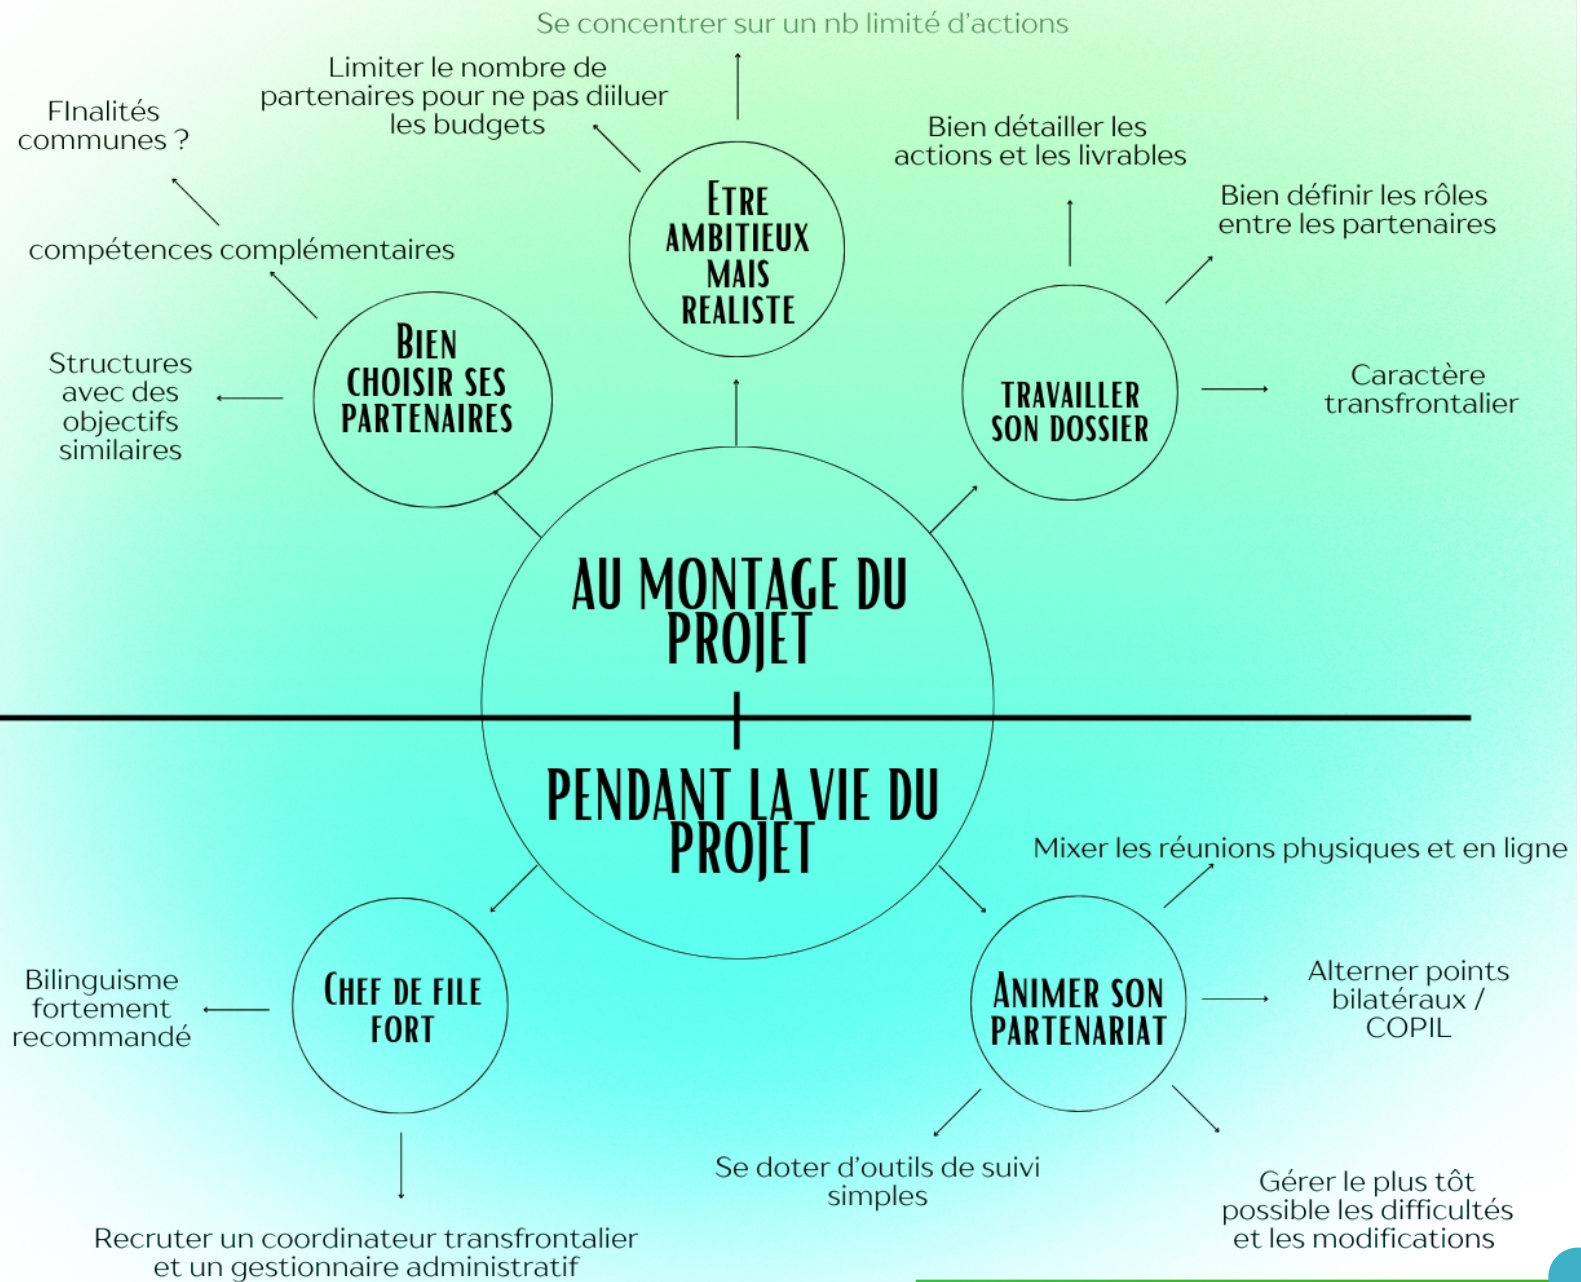 Se concentrer sur un nb limité d'actions
Limiter le nombre de
partenaires pour ne pas diiluer
les budgets
FInalités
communes ?
compétences complémentaires
Structures
avec des
objectifs
similaires
BIEN
CHOISIR SES
PARTENAIRES
ETRE
AMBITIEUX
MAIS
REALISTE
Bien détailler les
actions et les livrables
Bien définir les rôles
entre les partenaires
Caractère
transfrontalier
TRAVAILLER
SON DOSSIER
AU MONTAGE DU
PROJET
PENDANT LA VIE DU
PROJET
CHEF DE FILE
FORT
Bilinguisme
fortement
recommandé
Recruter un coordinateur transfrontalier
et un gestionnaire administratif
ANIMER SON
PARTENARIAT
Mixer les réunions physiques et en ligne
Alterner points
bilatéraux /
COPIL
Se doter d'outils de suivi
simples
Gérer le plus tôt
possible les difficultés
et les modifications